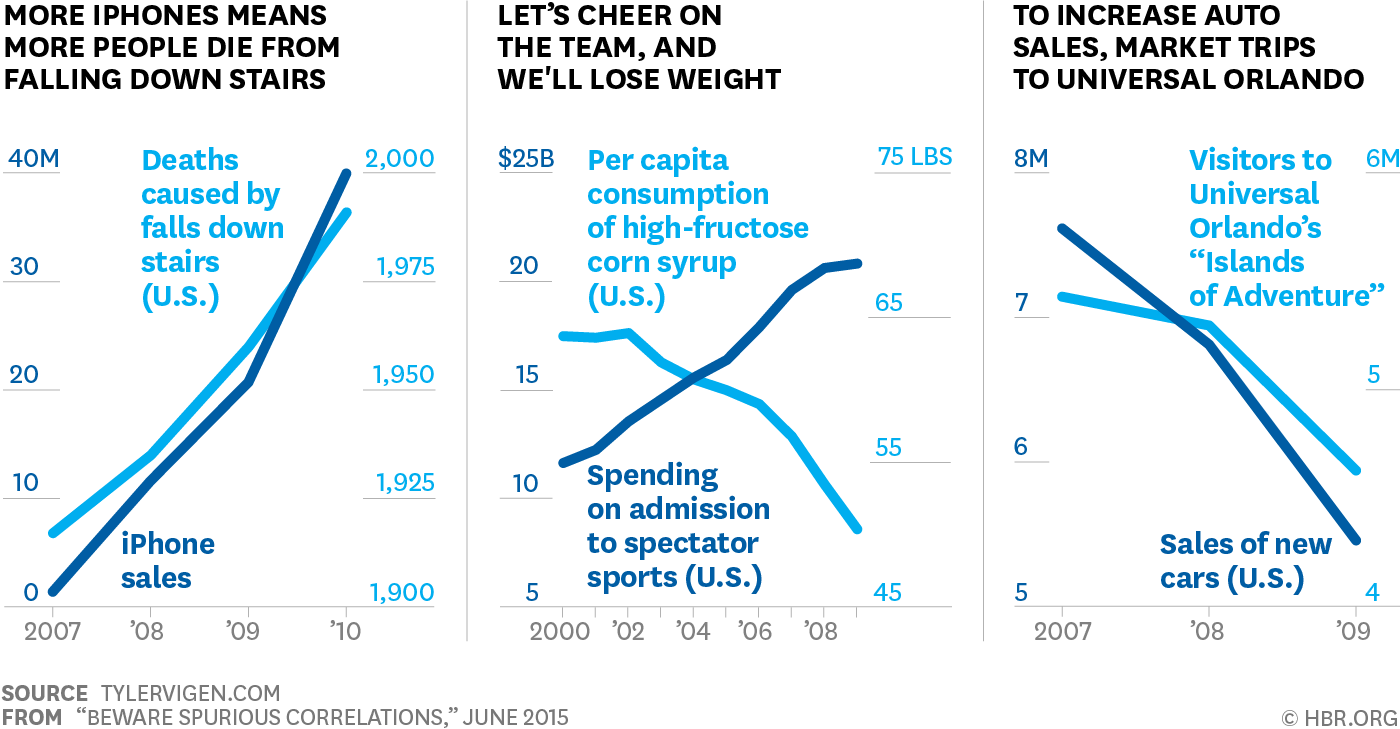 MORE IPHONES MEANS
MORE PEOPLE DIE FROM
FALLING DOWN STAIRS
40M
30
20
10
0
Deaths
caused by
falls down
stairs
(U.S.)
iPhone
sales
2,000
1,975
1,950
1,925
1,900
2007 ’08 ’09 ’10
LET’S CHEER ON
THE TEAM, AND
WE'LL LOSE WEIGHT
$25B
20
15
10
5
Per capita
consumption
of high-fructose
corn syrup
(U.S.)
Spending
on admission
to spectator
sports (U.S.)
75 LBS
65
55
45
2000 ’02 ’04 ’06 ’08
TO INCREASE AUTO
SALES, MARKET TRIPS
TO UNIVERSAL ORLANDO
8M
7
6
5
Visitors to
Universal
Orlando’s
“Islands
of Adventure”
Sales of new
cars (U.S.)
6M
5
4
2007 ’08 ’09
SOURCE TYLERVIGEN.COM
FROM “BEWARE SPURIOUS CORRELATIONS,” JUNE 2015
© HBR.ORG